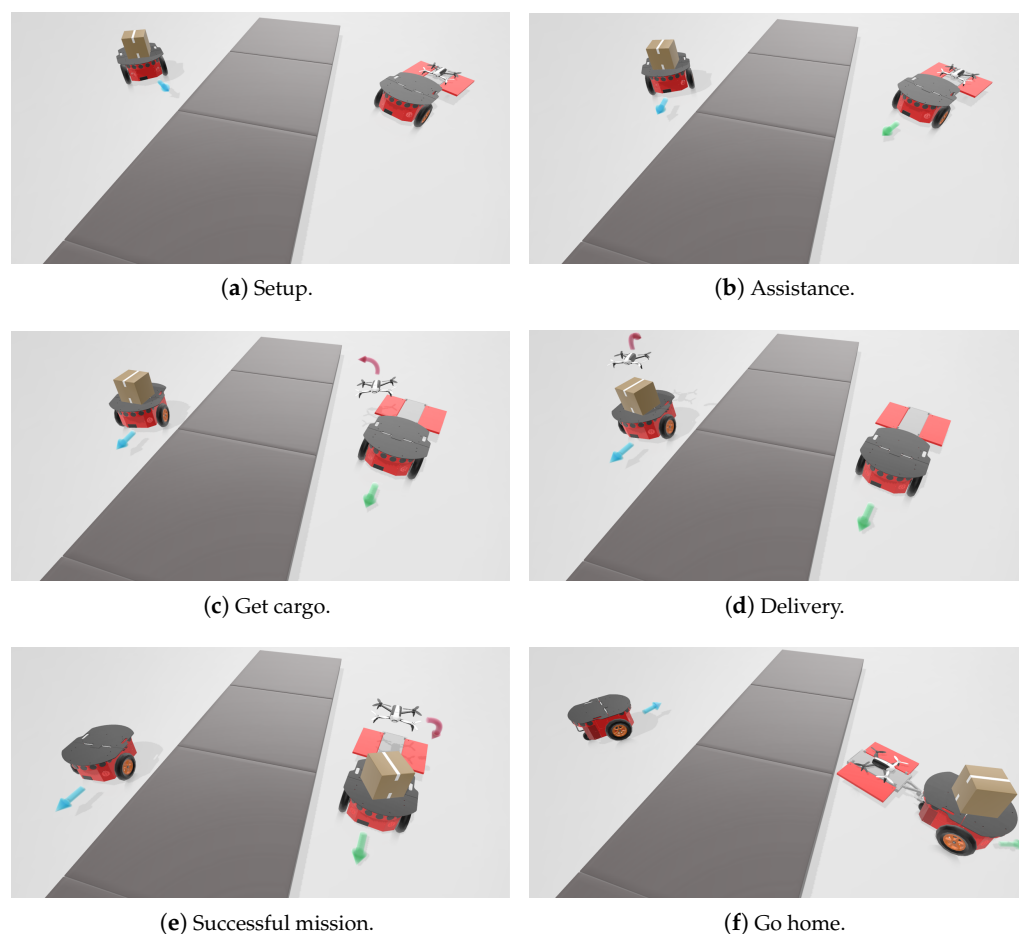 (a) Setup.
(b) Assistance.
(c) Get cargo.
(d) Delivery.
(e) Successful mission.
(f) Go home.